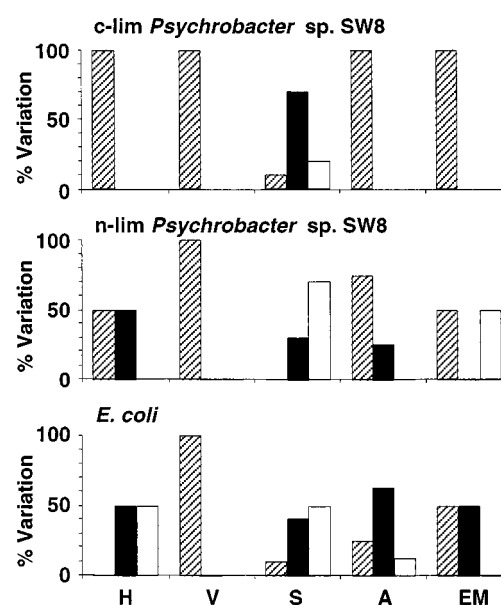 c-lim Psychrobacter sp. SW8
100
50
0
% Variation
n-lim Psychrobacter sp. SW8
100
50
0
% Variation
E. coli
100
50
0
% Variation
H V S A EM